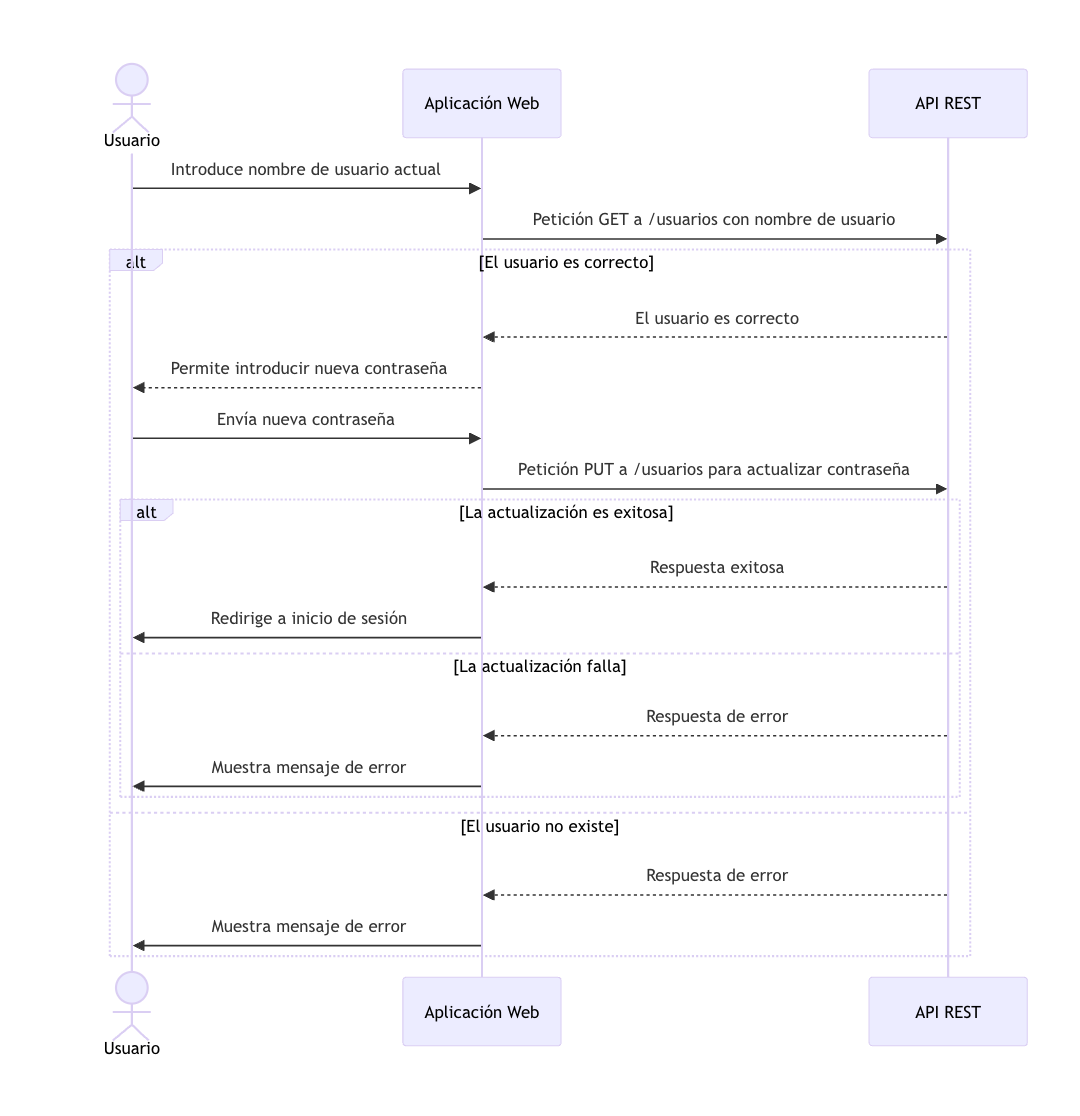 Usuario
Aplicación Web
API REST
Introduce nombre de usuario actual
Petición GET a /usuarios con nombre de usuario
alt
[El usuario es correcto]
El usuario es correcto
Permite introducir nueva contraseña
Envía nueva contraseña
Petición PUT a /usuarios para actualizar contraseña
alt
[La actualización es exitosa]
Respuesta exitosa
Redirige a inicio de sesión
[La actualización falla]
Respuesta de error
Muestra mensaje de error
[El usuario no existe]
Respuesta de error
Muestra mensaje de error
Usuario
Aplicación Web
API REST